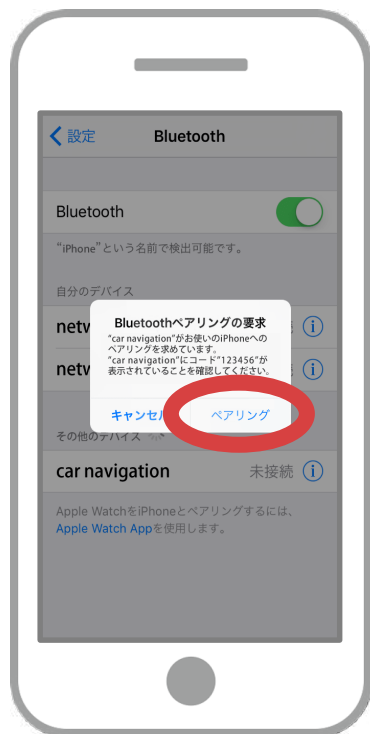 設定
Bluetooth
Bluetooth
“iPhone”という名前で検出可能です。
自分のデバイス
Bluetoothペアリングの要求
“car navigation”がお使いのiPhoneへの
ペアリングを求めています。
“car navigation”にコード“123456”が
表示されていることを確認してください。
キャンセル
ペアリング
その他のデバイス
car navigation
未接続
Apple WatchをiPhoneとペアリングするには、
Apple Watch Appを使用します。